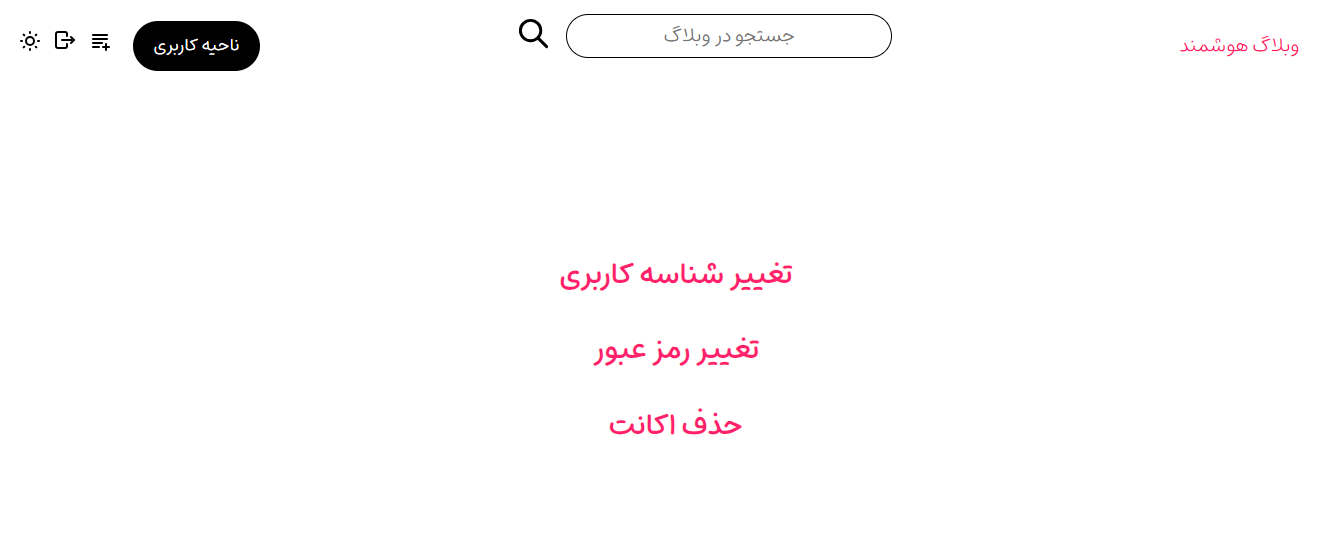 وبلاگ هوشمند
جستجو در وبلاگ
ناحیه کاربری
تغییر شناسه کاربری
تغییر رمز عبور
حذف اکانت